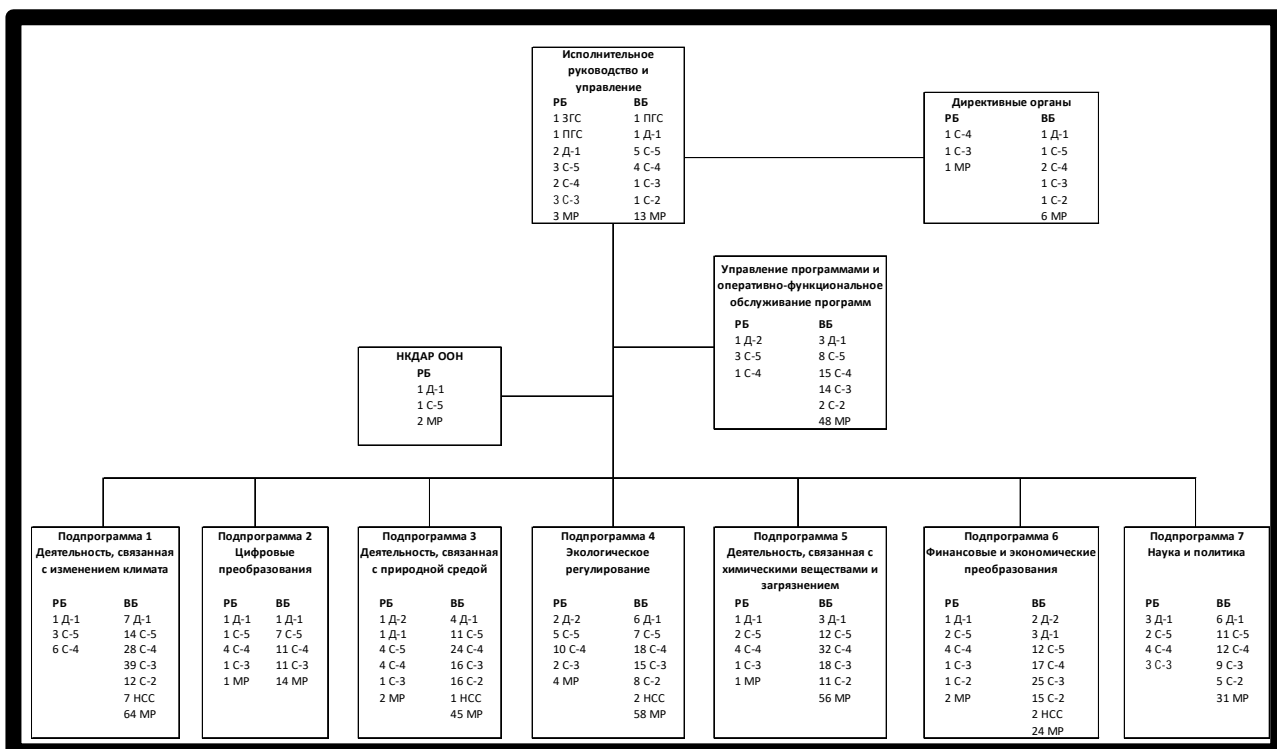 Исполнительное
руководство и
управление
РБ ВБ
1 ЗГС 1 ПГС
1 ПГС 1 Д-1
2 Д-1 5 С-5
3 С-5 4 С-4
2 С-4 1 С-3
3 С-3 1 С-2
3 МР 13 МР
Директивные органы
РБ ВБ
1 С-4 1 Д-1
1 С-3 1 С-5
1 МР 2 С-4
1 С-3
1 С-2
6 МР
Управление программами и
оперативно-функциональное
обслуживание программ
РБ ВБ
1 Д-2 3 Д-1
3 С-5 8 С-5
1 С-4 15 С-4
14 С-3
2 С-2
48 МР
НКДАР ООН
РБ
1 Д-1
1 С-5
2 МР
Подпрограмма 1
Деятельность, связанная
с изменением климата
РБ ВБ
1 Д-1 7 Д-1
3 С-5 14 С-5
6 С-4 28 С-4
39 С-3
12 С-2
7 НСС
64 МР
Подпрограмма 2
Цифровые
преобразования
РБ ВБ
1 Д-1 1 Д-1
1 С-5 7 С-5
4 С-4 11 С-4
1 С-3 11 С-3
1 МР 14 МР
Подпрограмма 3
Деятельность, связанная
с природной средой
РБ ВБ
1 Д-2 4 Д-1
1 Д-1 11 С-5
4 С-5 24 С-4
4 С-4 16 С-3
1 С-3 16 С-2
2 МР 1 НСС
45 МР
Подпрограмма 4
Экологическое
регулирование
РБ ВБ
2 Д-2 6 Д-1
5 С-5 7 С-5
10 С-4 18 С-4
2 С-3 15 С-3
4 МР 8 С-2
2 НСС
58 МР
Подпрограмма 5
Деятельность, связанная с
химическими веществами и
загрязнением
РБ ВБ
1 Д-1 3 Д-1
2 С-5 12 С-5
4 С-4 32 С-4
1 С-3 18 С-3
1 МР 11 С-2
56 МР
Подпрограмма 6
Финансовые и экономические
преобразования
РБ ВБ
1 Д-1 2 Д-2
2 С-5 3 Д-1
4 С-4 12 С-5
1 С-3 17 С-4
1 С-2 25 С-3
2 МР 15 С-2
2 НСС
24 МР
Подпрограмма 7
Наука и политика
РБ ВБ
3 Д-1 6 Д-1
2 С-5 11 С-5
4 С-4 12 С-4
3 С-3 9 С-3
5 С-2
31 МР